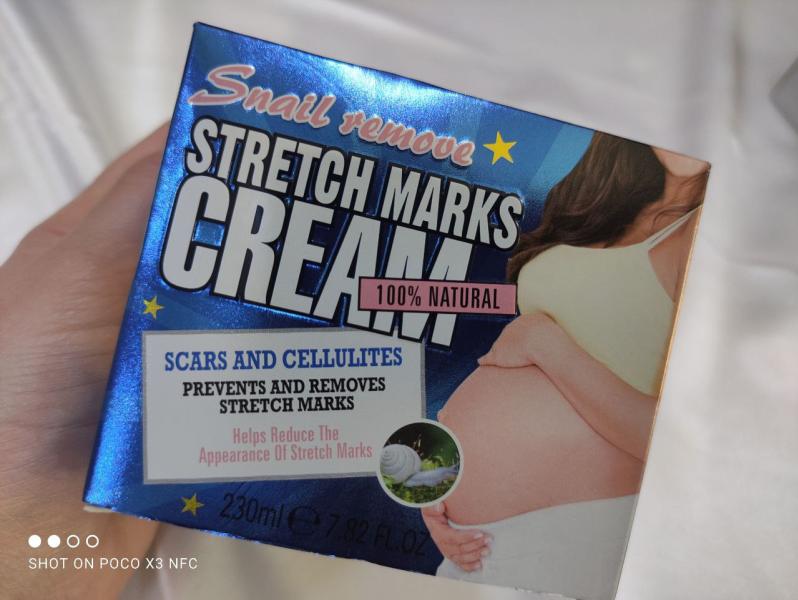 Snail remove
STRETCH MARKS
CREAM
100% NATURAL
SCARS AND CELLULITES
PREVENTS AND REMOVES
STRETCH MARKS
Helps Reduce The
Appearance Of Stretch Marks
230ml ℮ 7.82 FL.OZ
SHOT ON POCO X3 NFC